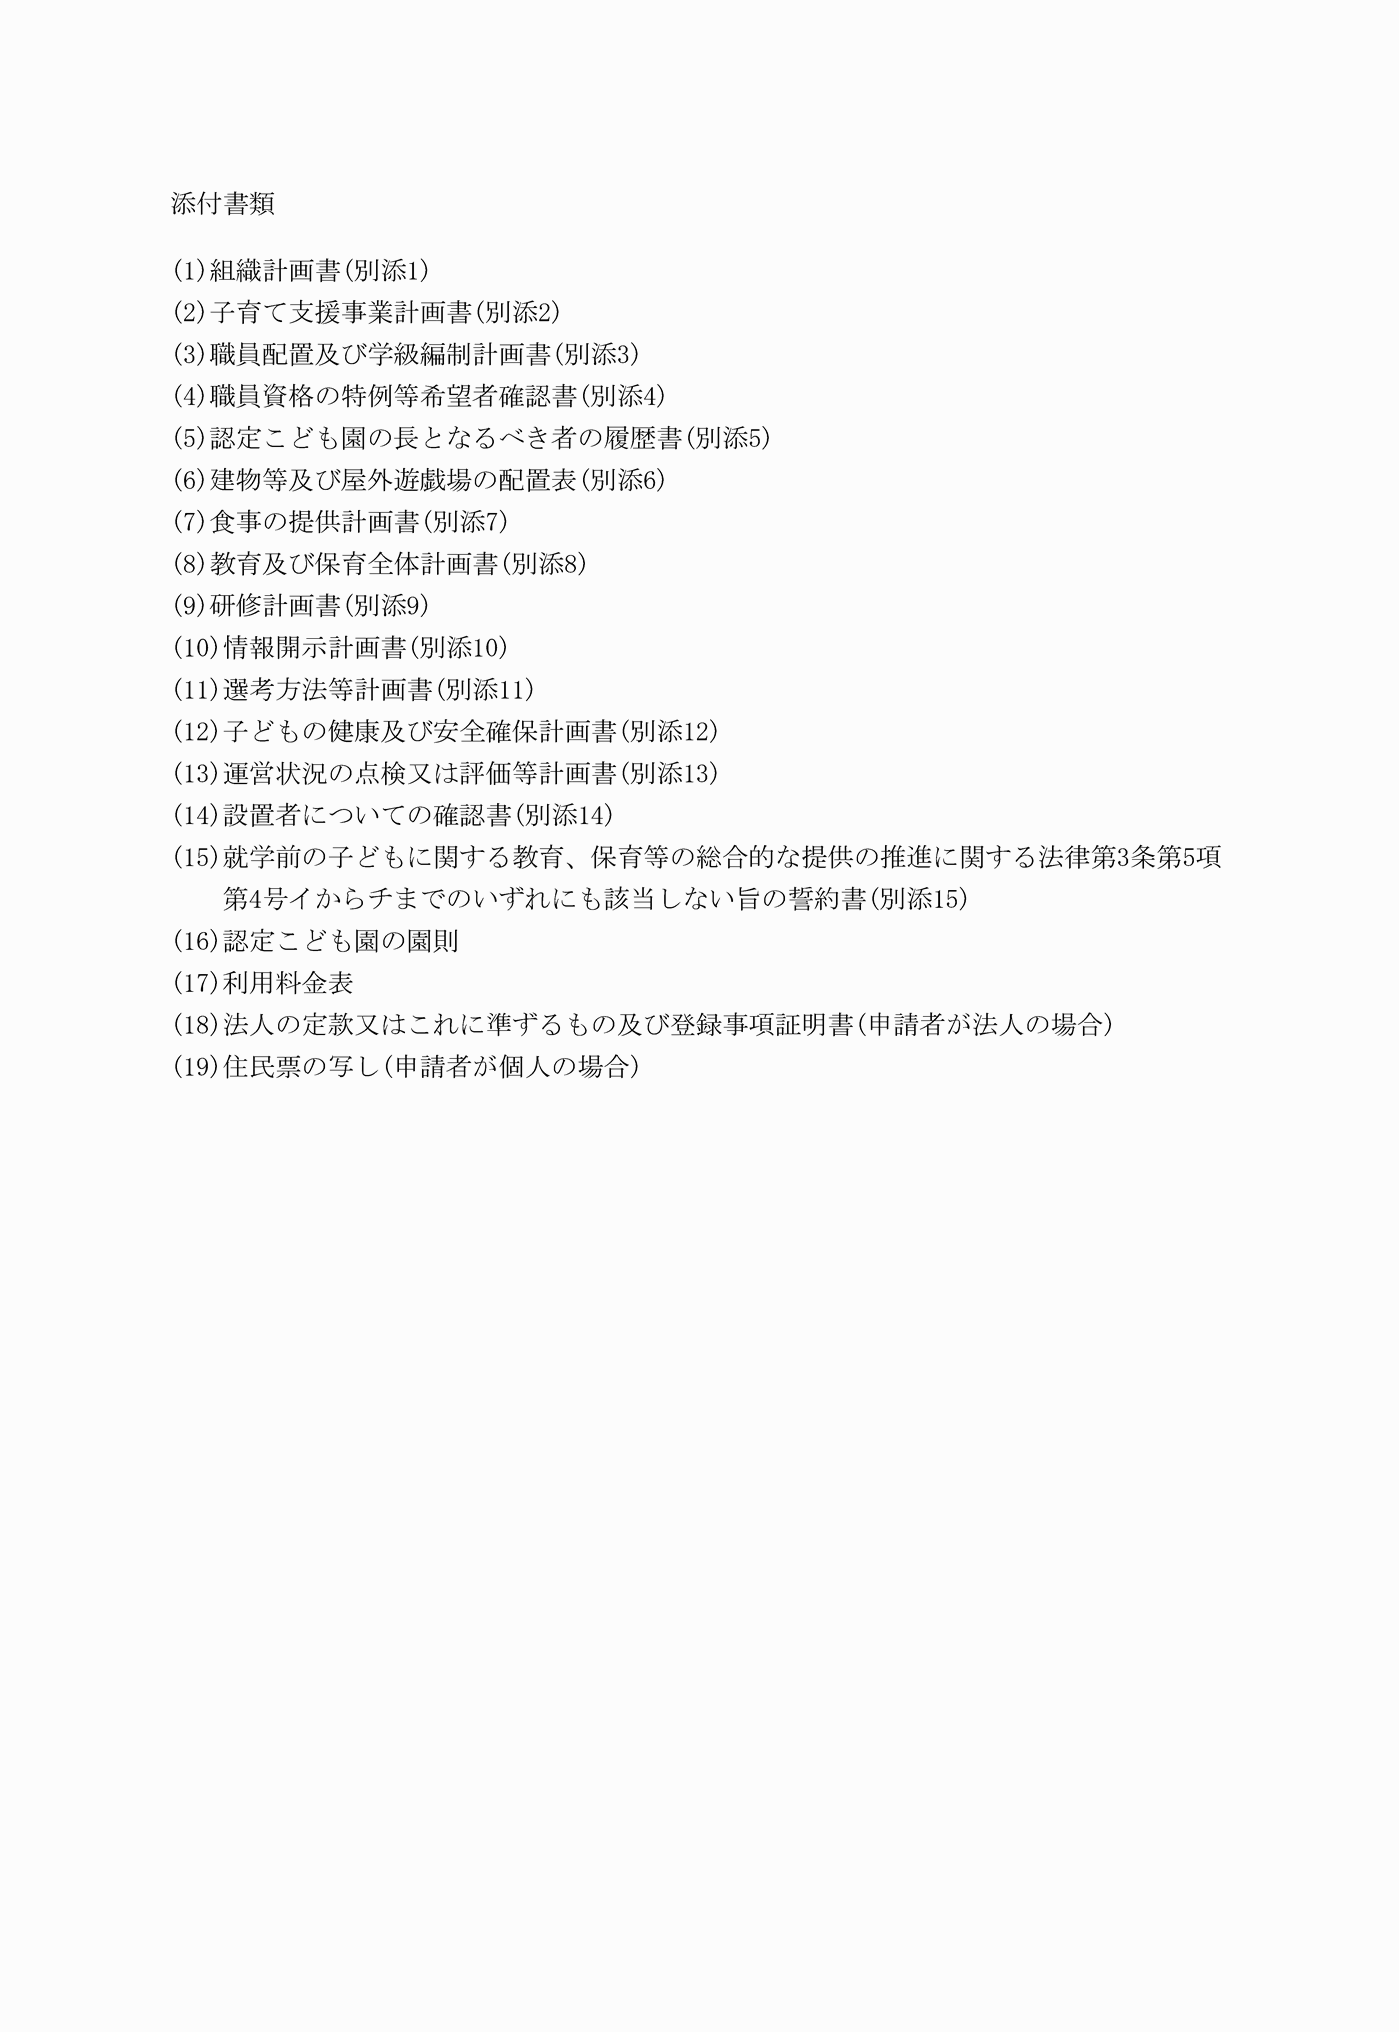 添付書類
(1)組織計画書(別添1)
(2)子育て支援事業計画書(別添2)
(3)職員配置及び学級編制計画書(別添3)
(4)職員資格の特例等希望者確認書(別添4)
(5)認定こども園の長となるべき者の履歴書(別添5)
(6)建物等及び屋外遊戯場の配置表(別添6)
(7)食事の提供計画書(別添7)
(8)教育及び保育全体計画書(別添8)
(9)研修計画書(別添9)
(10)情報開示計画書(別添10)
(11)選考方法等計画書(別添11)
(12)子どもの健康及び安全確保計画書(別添12)
(13)運営状況の点検又は評価等計画書(別添13)
(14)設置者についての確認書(別添14)
(15)就学前の子どもに関する教育、保育等の総合的な提供の推進に関する法律第3条第5項
第4号イからチまでのいずれにも該当しない旨の誓約書(別添15)
(16)認定こども園の園則
(17)利用料金表
(18)法人の定款又はこれに準ずるもの及び登録事項証明書(申請者が法人の場合)
(19)住民票の写し(申請者が個人の場合)